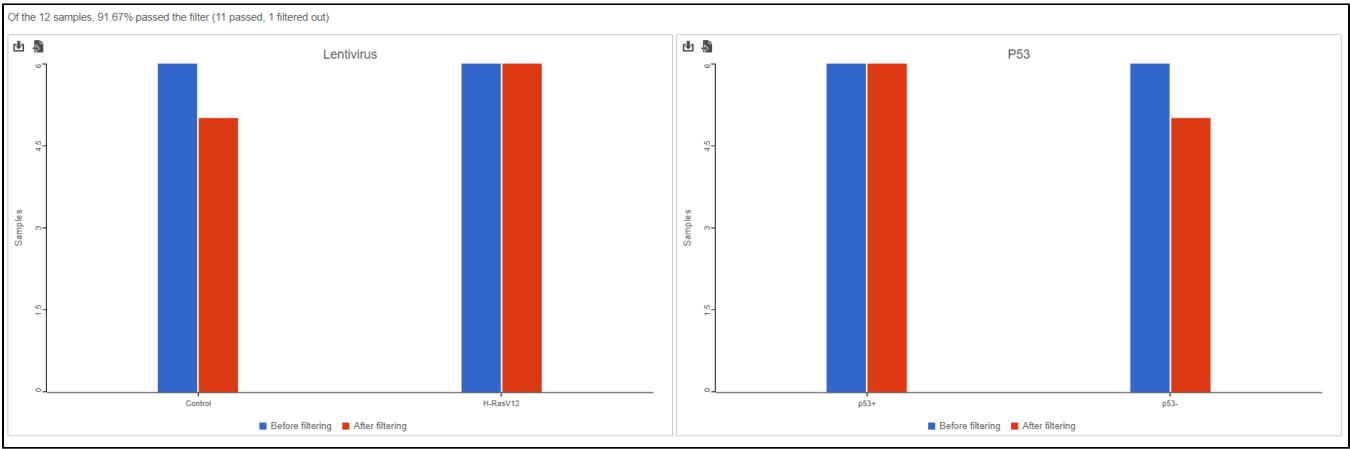 Of the 12 samples, 91.67% passed the filter (11 passed, 1 filtered out)
Lentivirus
6
4.5
3
1.5
0
Samples
Control
H-RasV12
Before filtering
After filtering
P53
6
4.5
3
1.5
0
Samples
p53+
p53-
Before filtering
After filtering